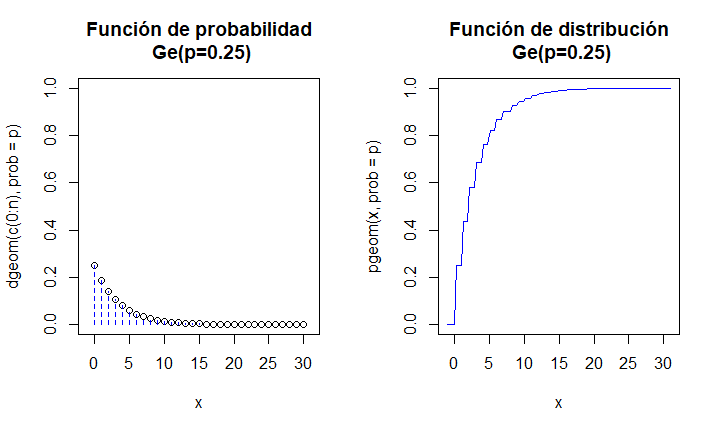 Función de probabilidad
Ge(p=0.25)
dgeom(c(0:n), prob = p)
1.0
0.8
0.6
0.4
0.2
0.0
0 5 10 15 20 25 30
x
Función de distribución
Ge(p=0.25)
pgeom(x, prob = p)
1.0
0.8
0.6
0.4
0.2
0.0
0 5 10 15 20 25 30
x